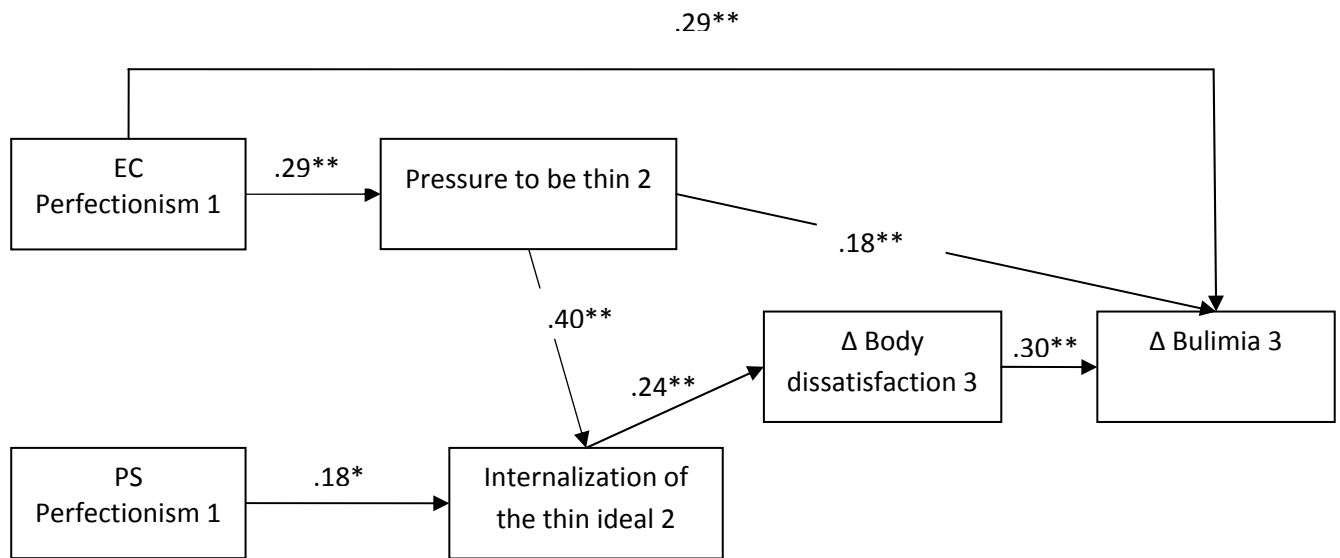 .29**
EC
Perfectionism 1
.29**
Pressure to be thin 2
.18**
.40**
Δ Body
dissatisfaction 3
.30**
Δ Bulimia 3
.24**
PS
Perfectionism 1
.18*
Internalization of
the thin ideal 2